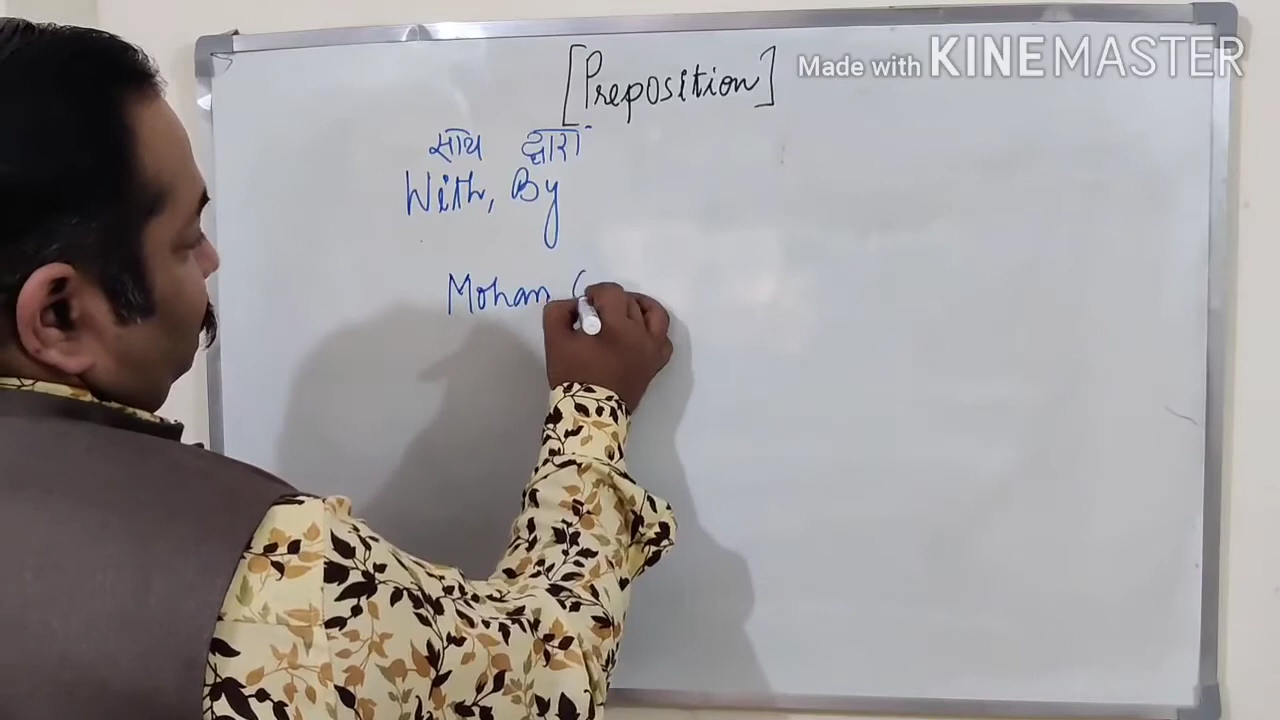 [Preposition]
Made with KINEMASTER
साथ द्वारा
With, By
Mohan